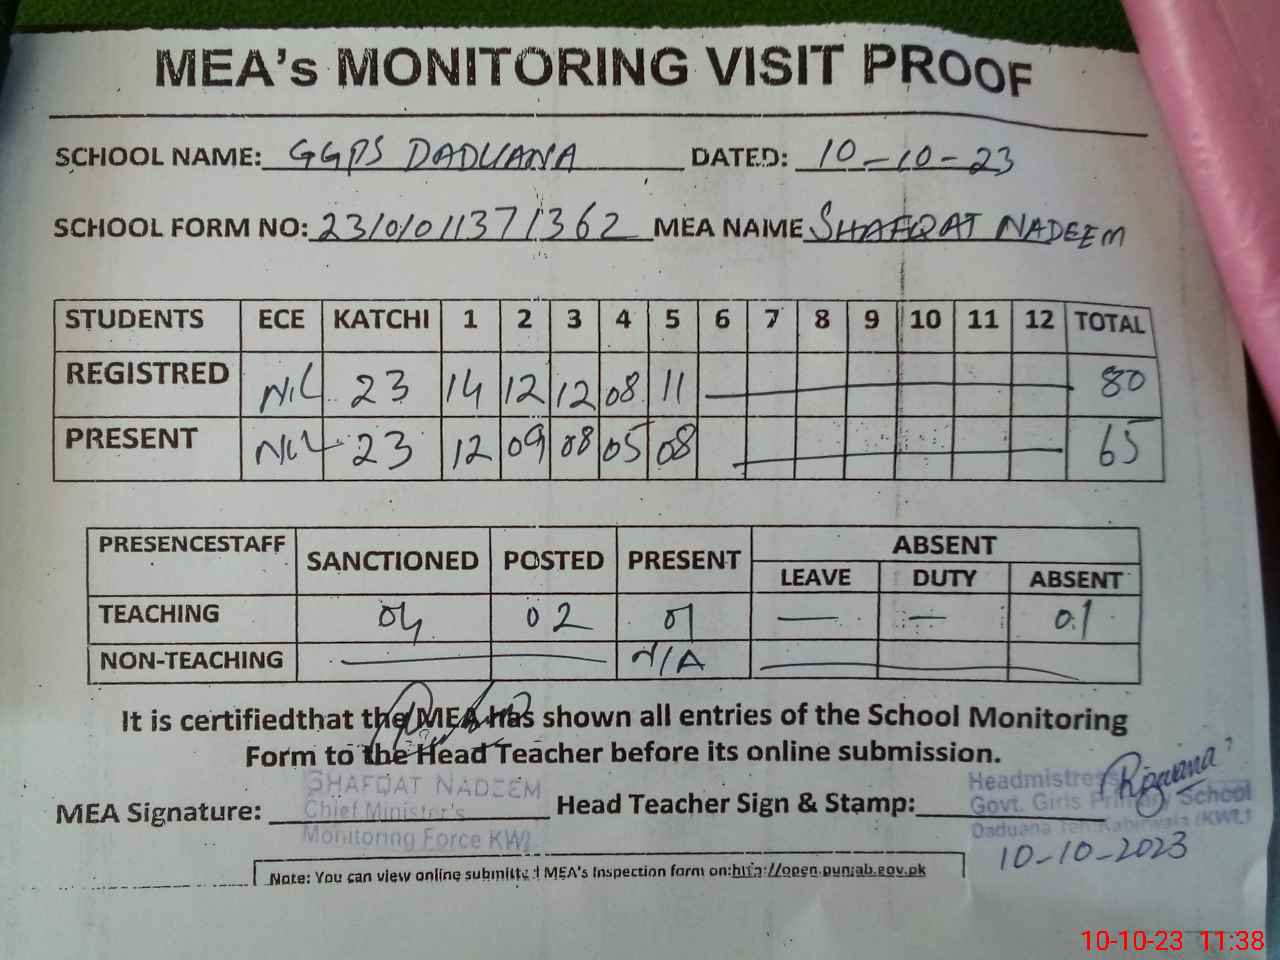 MEA's MONITORING VISIT PROOF
SCHOOL NAME: GGPS DADUANA DATED: 10-10-23
SCHOOL FORM NO: 23/0/01137/362 MEA NAME SHAFQAT NADEEM
STUDENTS ECE KATCHI 1 2 3 4 5 6 7 8 9 10 11 12 TOTAL
REGISTRED NIL 23 14 12 12 08 11 80
PRESENT NIL 23 12 09 08 05 08 65
PRESENCESTAFF SANCTIONED POSTED PRESENT ABSENT
LEAVE DUTY ABSENT
TEACHING 04 02 01 — — 01
NON-TEACHING N/A
It is certifiedthat the MEA has shown all entries of the School Monitoring
Form to the Head Teacher before its online submission.
SHAFQAT NADEEM
Chief Minister's
Monitoring Force KWL
MEA Signature: Head Teacher Sign & Stamp:
Rizwana
Headmistress
Govt. Girls Primary School
Daduana Teh: Kabirwala (KWL)
10-10-2023
Note: You can view online submitted MEA's Inspection form on:http://open.punjab.gov.pk
10-10-23 11:38